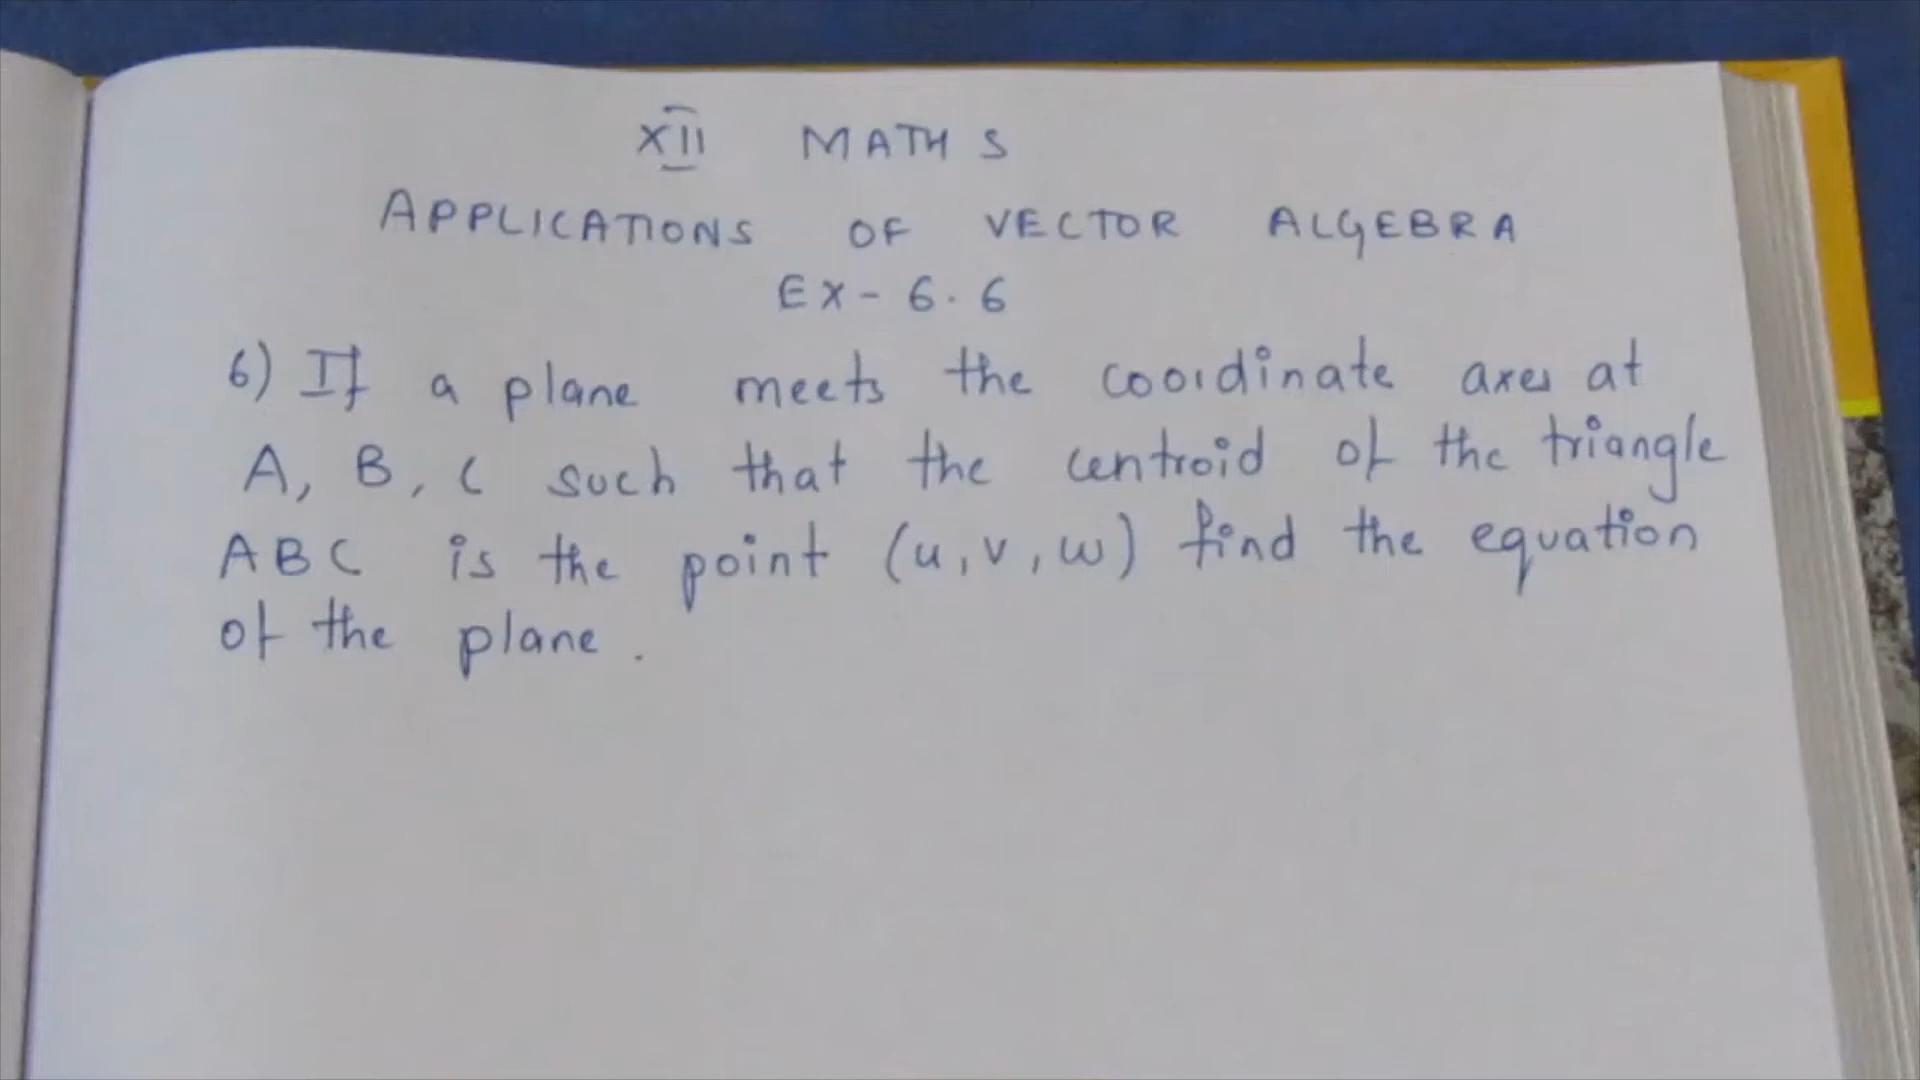 XII MATHS
APPLICATIONS OF VECTOR ALGEBRA
EX - 6.6
6) If a plane meets the coordinate axes at
A, B, C such that the centroid of the triangle
ABC is the point (u, v, w) find the equation
of the plane.